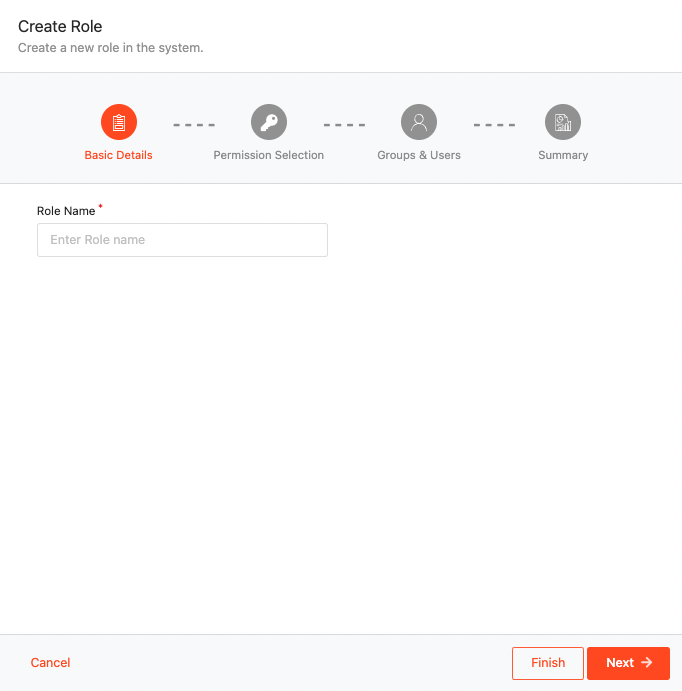 Create Role
Create a new role in the system.
Basic Details
Permission Selection
Groups & Users
Summary
Role Name *
Enter Role name
Cancel
Finish
Next →